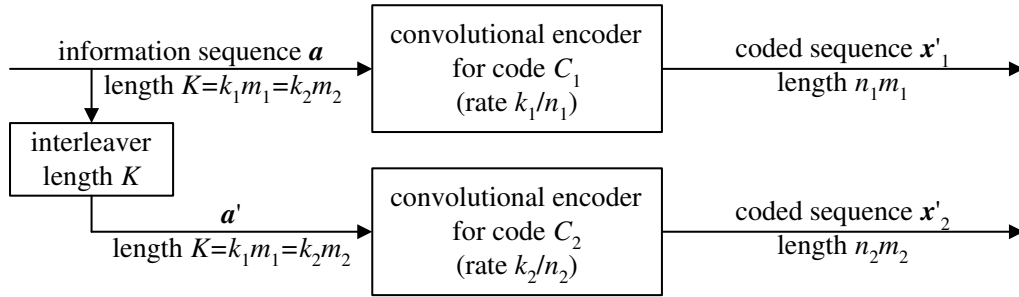 information sequence a
length K=k₁m₁=k₂m₂
convolutional encoder
for code C₁
(rate k₁/n₁)
coded sequence x'₁
length n₁m₁
interleaver
length K
a'
length K=k₁m₁=k₂m₂
convolutional encoder
for code C₂
(rate k₂/n₂)
coded sequence x'₂
length n₂m₂